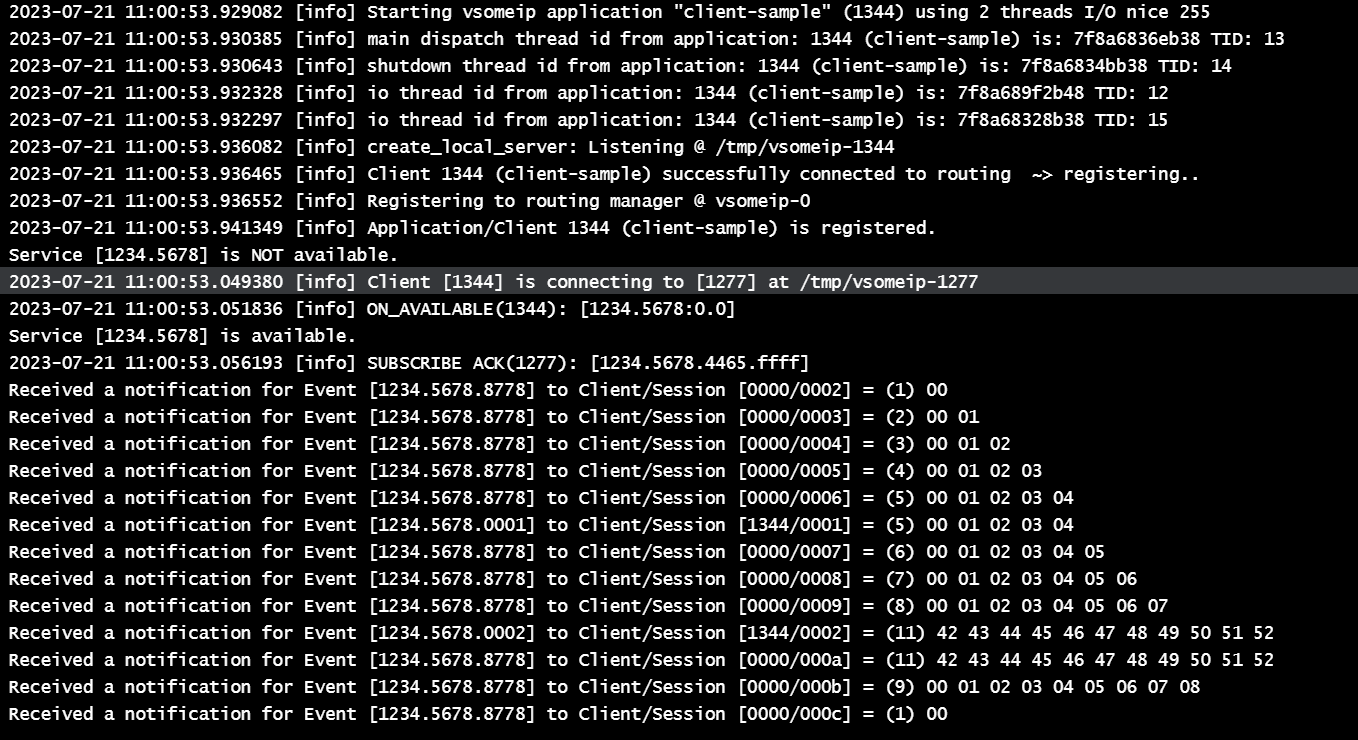 2023-07-21 11:00:53.929082 [info] Starting vsomeip application "client-sample" (1344) using 2 threads I/O nice 255
2023-07-21 11:00:53.930385 [info] main dispatch thread id from application: 1344 (client-sample) is: 7f8a6836eb38 TID: 13
2023-07-21 11:00:53.930643 [info] shutdown thread id from application: 1344 (client-sample) is: 7f8a6834bb38 TID: 14
2023-07-21 11:00:53.932328 [info] io thread id from application: 1344 (client-sample) is: 7f8a689f2b48 TID: 12
2023-07-21 11:00:53.932297 [info] io thread id from application: 1344 (client-sample) is: 7f8a68328b38 TID: 15
2023-07-21 11:00:53.936082 [info] create_local_server: Listening @ /tmp/vsomeip-1344
2023-07-21 11:00:53.936465 [info] Client 1344 (client-sample) successfully connected to routing  ~> registering..
2023-07-21 11:00:53.936552 [info] Registering to routing manager @ vsomeip-0
2023-07-21 11:00:53.941349 [info] Application/Client 1344 (client-sample) is registered.
Service [1234.5678] is NOT available.
2023-07-21 11:00:53.049380 [info] Client [1344] is connecting to [1277] at /tmp/vsomeip-1277
2023-07-21 11:00:53.051836 [info] ON_AVAILABLE(1344): [1234.5678:0.0]
Service [1234.5678] is available.
2023-07-21 11:00:53.056193 [info] SUBSCRIBE ACK(1277): [1234.5678.4465.ffff]
Received a notification for Event [1234.5678.8778] to Client/Session [0000/0002] = (1) 00
Received a notification for Event [1234.5678.8778] to Client/Session [0000/0003] = (2) 00 01
Received a notification for Event [1234.5678.8778] to Client/Session [0000/0004] = (3) 00 01 02
Received a notification for Event [1234.5678.8778] to Client/Session [0000/0005] = (4) 00 01 02 03
Received a notification for Event [1234.5678.8778] to Client/Session [0000/0006] = (5) 00 01 02 03 04
Received a notification for Event [1234.5678.0001] to Client/Session [1344/0001] = (5) 00 01 02 03 04
Received a notification for Event [1234.5678.8778] to Client/Session [0000/0007] = (6) 00 01 02 03 04 05
Received a notification for Event [1234.5678.8778] to Client/Session [0000/0008] = (7) 00 01 02 03 04 05 06
Received a notification for Event [1234.5678.8778] to Client/Session [0000/0009] = (8) 00 01 02 03 04 05 06 07
Received a notification for Event [1234.5678.0002] to Client/Session [1344/0002] = (11) 42 43 44 45 46 47 48 49 50 51 52
Received a notification for Event [1234.5678.8778] to Client/Session [0000/000a] = (11) 42 43 44 45 46 47 48 49 50 51 52
Received a notification for Event [1234.5678.8778] to Client/Session [0000/000b] = (9) 00 01 02 03 04 05 06 07 08
Received a notification for Event [1234.5678.8778] to Client/Session [0000/000c] = (1) 00